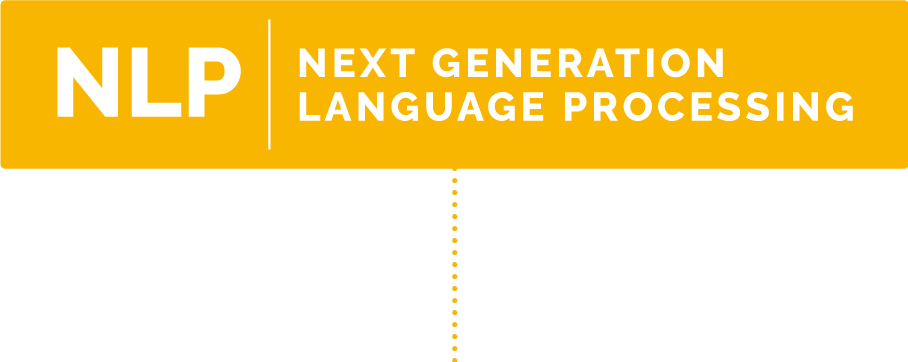 NLP
NEXT GENERATION
LANGUAGE PROCESSING